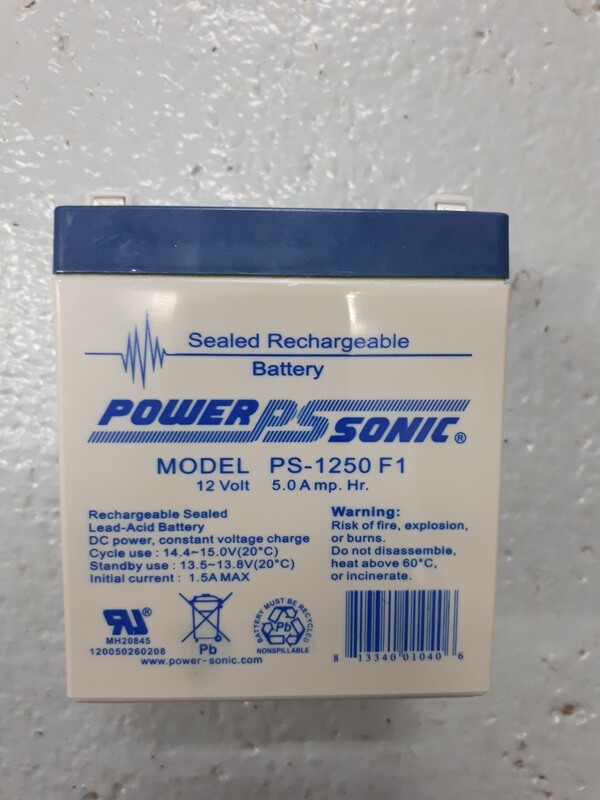 Sealed Rechargeable
Battery
POWER PS SONIC®
MODEL PS-1250 F1
12 Volt 5.0 Amp. Hr.
Rechargeable Sealed
Lead-Acid Battery
DC power, constant voltage charge
Cycle use : 14.4~15.0V(20°C)
Standby use : 13.5~13.8V(20°C)
Initial current : 1.5A MAX
Warning:
Risk of fire, explosion,
or burns.
Do not disassemble,
heat above 60°C,
or incinerate.
RU®
MH20845
120050260208
Pb
BATTERY MUST BE RECYCLED
Pb
NONSPILLABLE
www.power-sonic.com
8 13340 01040 6